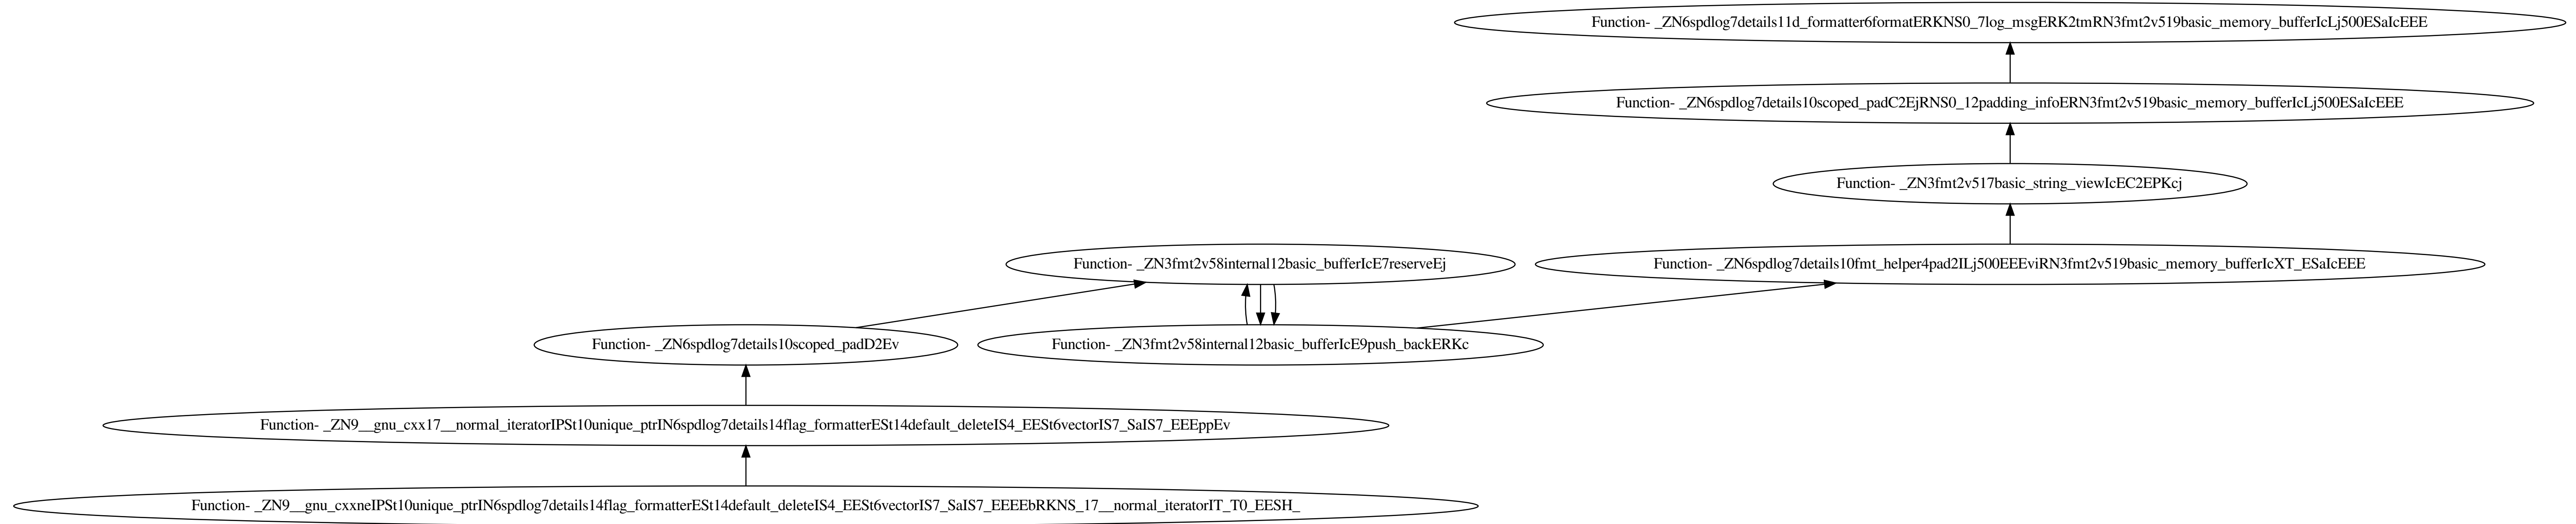 Function- _ZN6spdlog7details11d_formatter6formatERKNS0_7log_msgERK2tmRN3fmt2v519basic_memory_bufferIcLj500ESaIcEEE
Function- _ZN6spdlog7details10scoped_padC2EjRNS0_12padding_infoERN3fmt2v519basic_memory_bufferIcLj500ESaIcEEE
Function- _ZN3fmt2v517basic_string_viewIcEC2EPKcj
Function- _ZN3fmt2v58internal12basic_bufferIcE7reserveEj
Function- _ZN6spdlog7details10fmt_helper4pad2ILj500EEEviRN3fmt2v519basic_memory_bufferIcXT_ESaIcEEE
Function- _ZN6spdlog7details10scoped_padD2Ev
Function- _ZN3fmt2v58internal12basic_bufferIcE9push_backERKc
Function- _ZN9__gnu_cxx17__normal_iteratorIPSt10unique_ptrIN6spdlog7details14flag_formatterESt14default_deleteIS4_EESt6vectorIS7_SaIS7_EEEppEv
Function- _ZN9__gnu_cxxneIPSt10unique_ptrIN6spdlog7details14flag_formatterESt14default_deleteIS4_EESt6vectorIS7_SaIS7_EEEEbRKNS_17__normal_iteratorIT_T0_EESH_